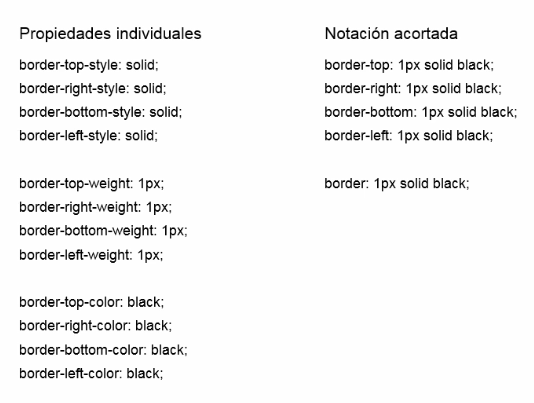 Propiedades individuales
border-top-style: solid;
border-right-style: solid;
border-bottom-style: solid;
border-left-style: solid;
border-top-weight: 1px;
border-right-weight: 1px;
border-bottom-weight: 1px;
border-left-weight: 1px;
border-top-color: black;
border-right-color: black;
border-bottom-color: black;
border-left-color: black;
Notación acortada
border-top: 1px solid black;
border-right: 1px solid black;
border-bottom: 1px solid black;
border-left: 1px solid black;
border: 1px solid black;